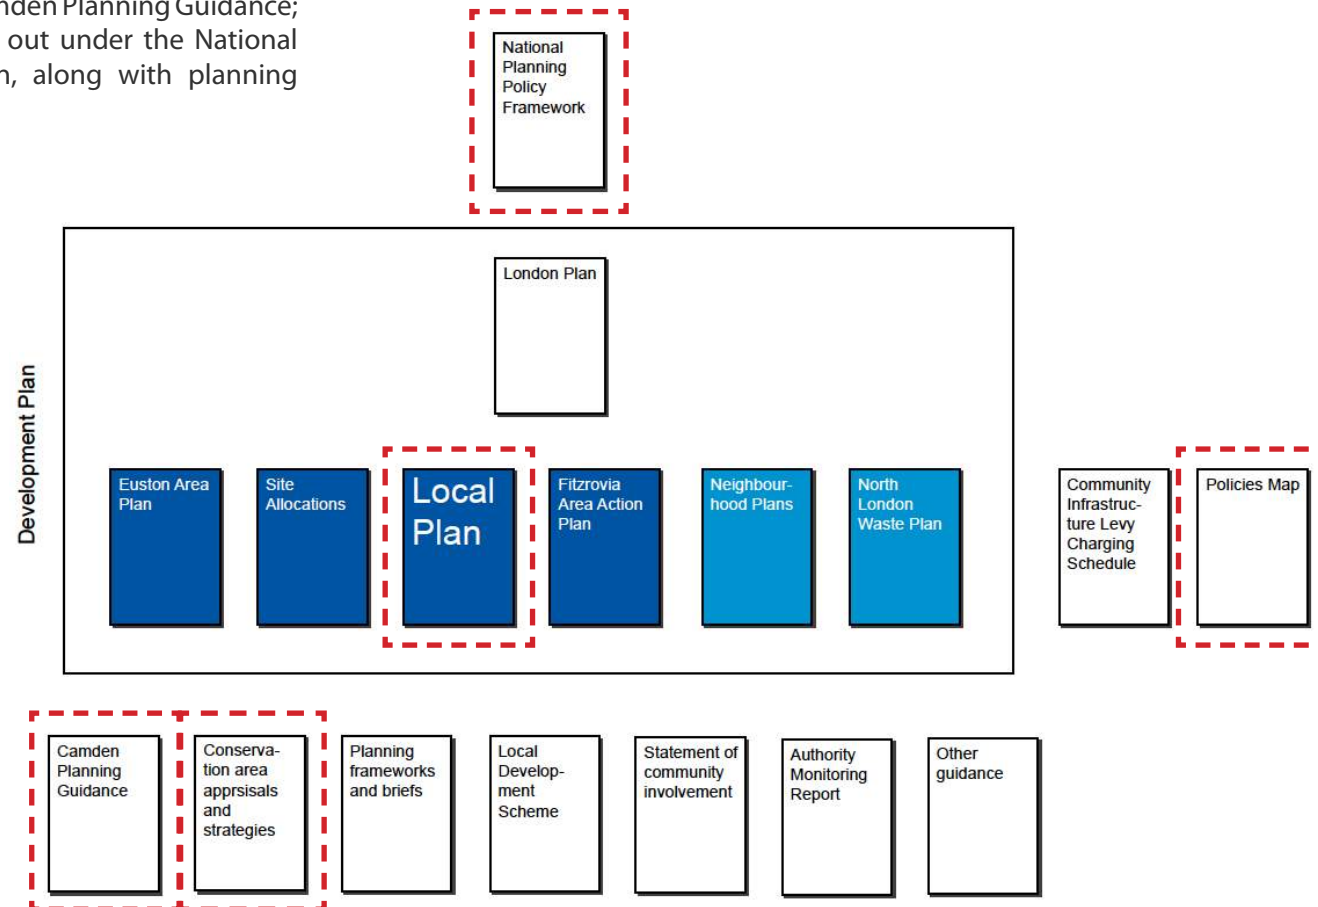 Planning Guidance;
out under the National
along with planning
National
Planning
Policy
Framework
London Plan
Development Plan
Euston Area
Plan
Site
Allocations
Local
Plan
Fitzrovia
Area Action
Plan
Neighbour-
hood Plans
North
London
Waste Plan
Community
Infrastruc-
ture Levy
Charging
Schedule
Policies Map
Camden
Planning
Guidance
Conserva-
tion area
apprsisals
and
strategies
Planning
frameworks
and briefs
Local
Develop-
ment
Scheme
Statement of
community
involvement
Authority
Monitoring
Report
Other
guidance